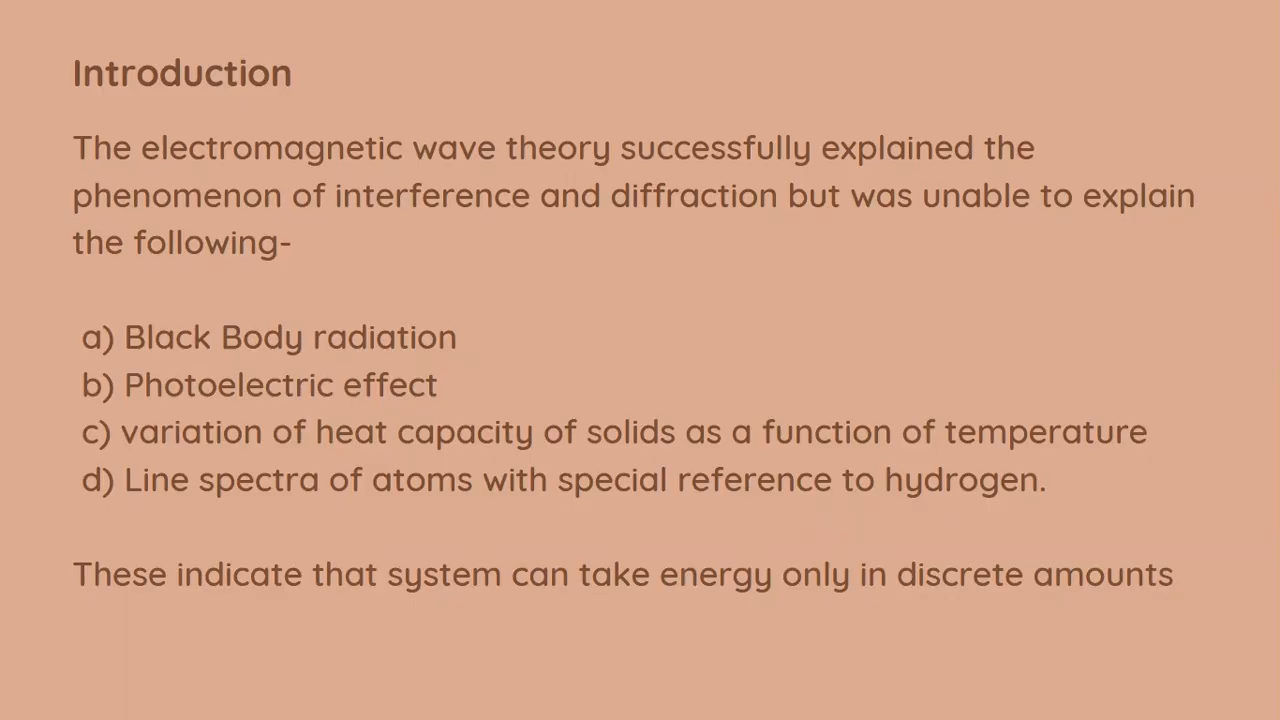 Introduction
The electromagnetic wave theory successfully explained the
phenomenon of interference and diffraction but was unable to explain
the following-
a) Black Body radiation
b) Photoelectric effect
c) variation of heat capacity of solids as a function of temperature
d) Line spectra of atoms with special reference to hydrogen.
These indicate that system can take energy only in discrete amounts